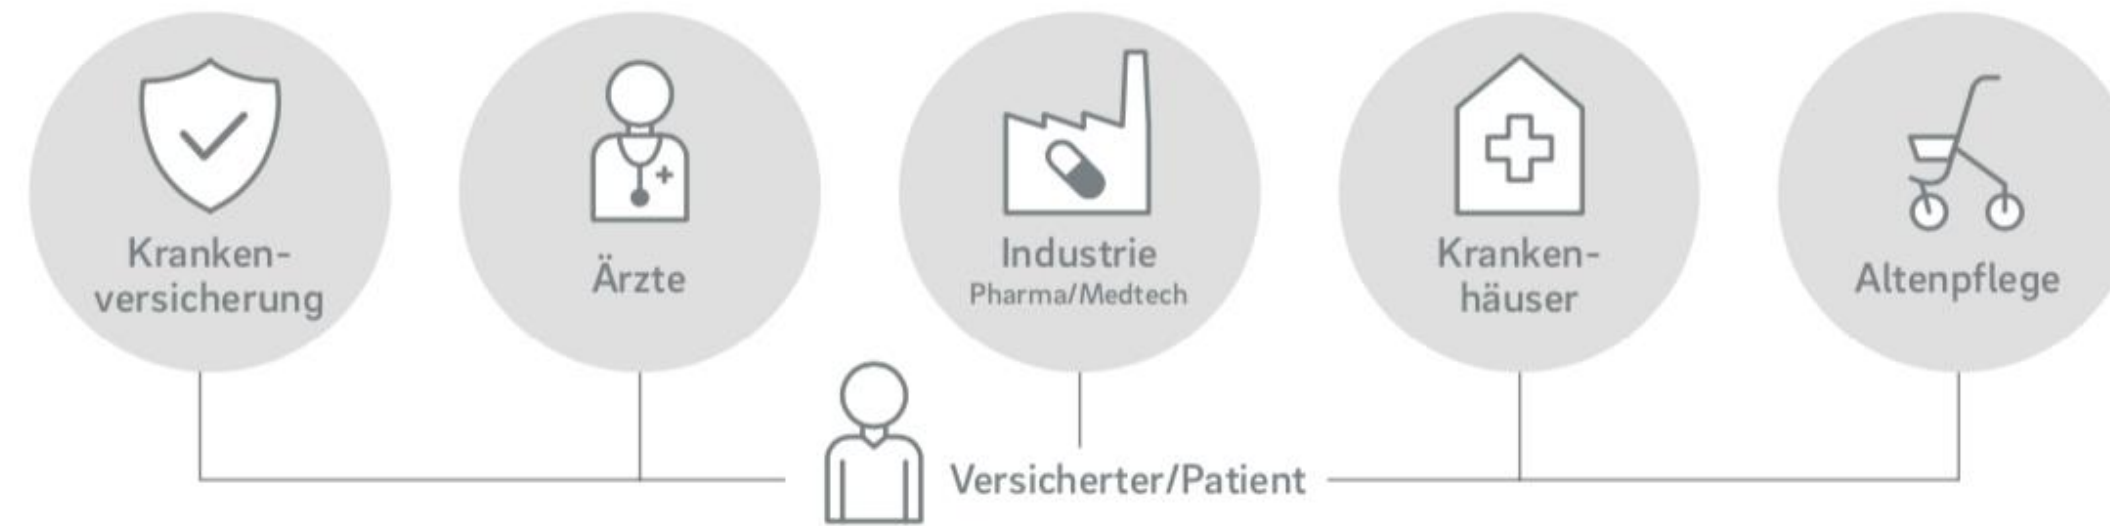 Kranken-
versicherung
Ärzte
Industrie
Pharma/Medtech
Kranken-
häuser
Altenpflege
Versicherter/Patient